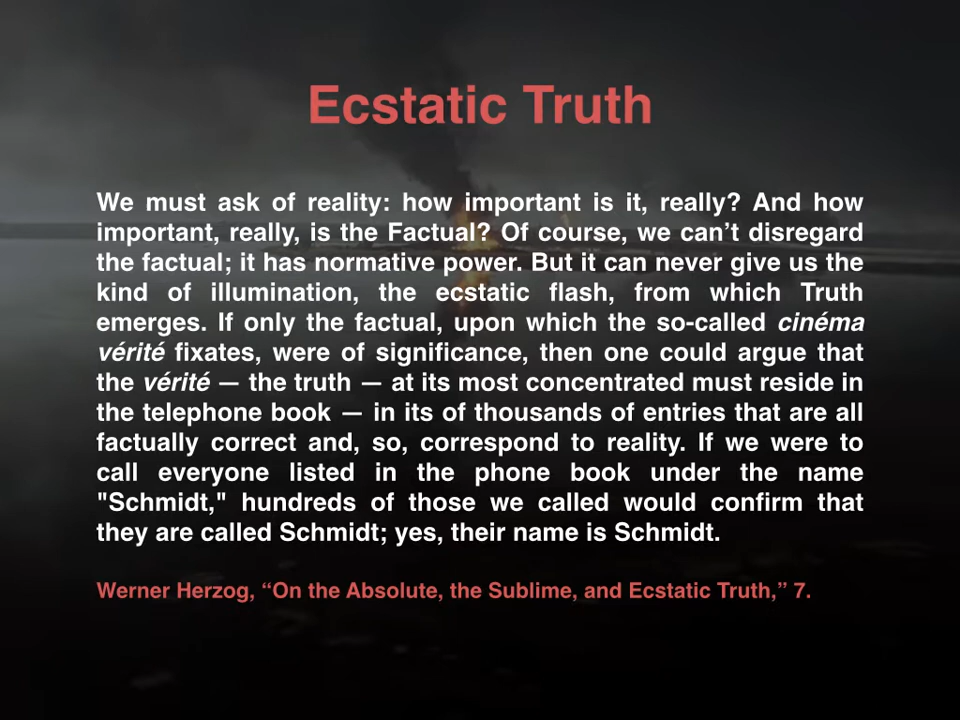 Ecstatic Truth
We must ask of reality: how important is it, really? And how
important, really, is the Factual? Of course, we can’t disregard
the factual; it has normative power. But it can never give us the
kind of illumination, the ecstatic flash, from which Truth
emerges. If only the factual, upon which the so-called cinéma
vérité fixates, were of significance, then one could argue that
the vérité — the truth — at its most concentrated must reside in
the telephone book — in its of thousands of entries that are all
factually correct and, so, correspond to reality. If we were to
call everyone listed in the phone book under the name
"Schmidt," hundreds of those we called would confirm that
they are called Schmidt; yes, their name is Schmidt.
Werner Herzog, “On the Absolute, the Sublime, and Ecstatic Truth,” 7.